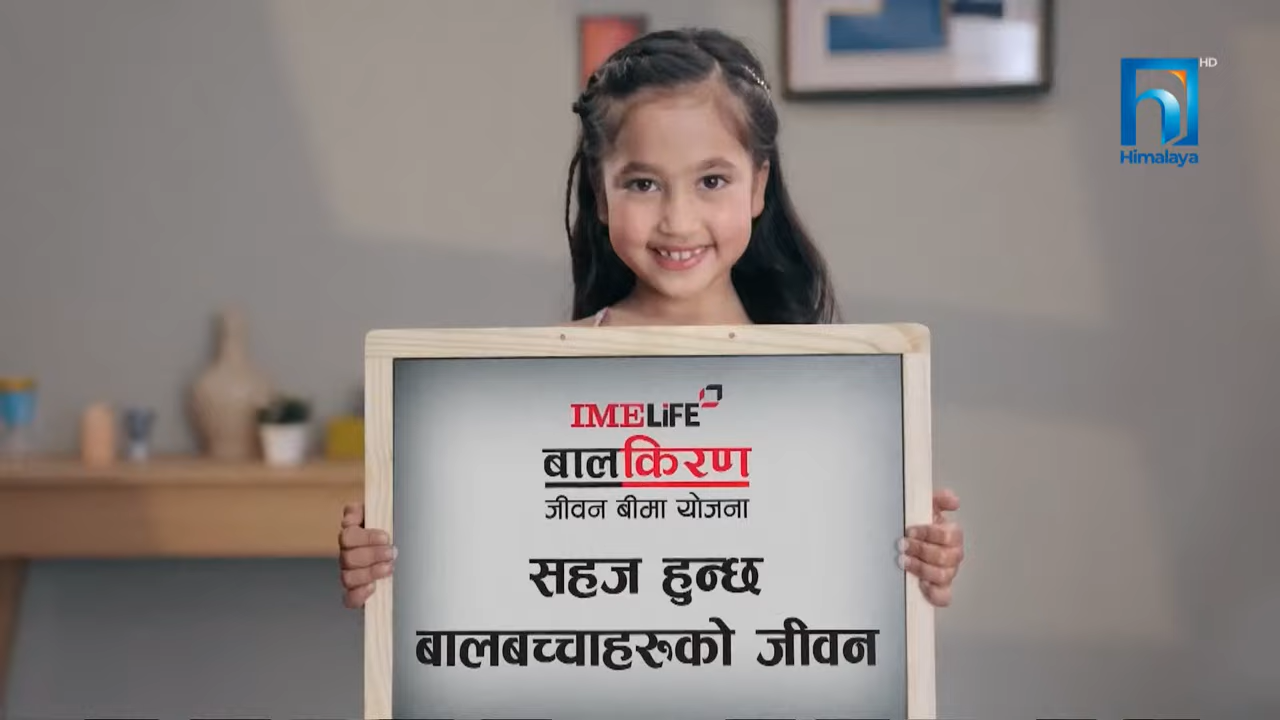 HD
Himalaya
IME LiFE
बालकिरण
जीवन बीमा योजना
सहज हुन्छ
बालबच्चाहरुको जीवन